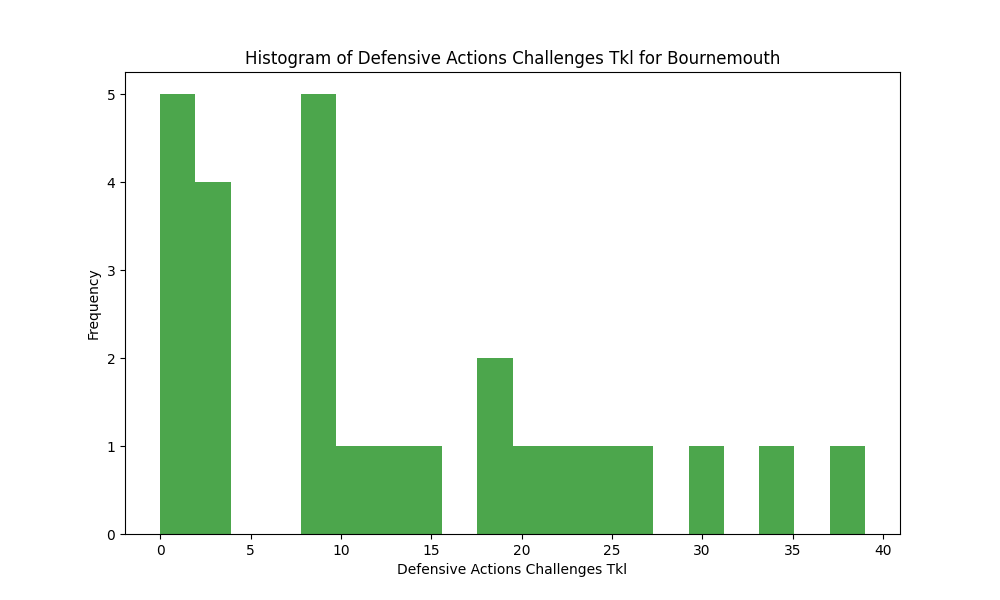 Histogram of Defensive Actions Challenges Tkl for Bournemouth
5
4
3
2
1
0
Frequency
0 5 10 15 20 25 30 35 40
Defensive Actions Challenges Tkl